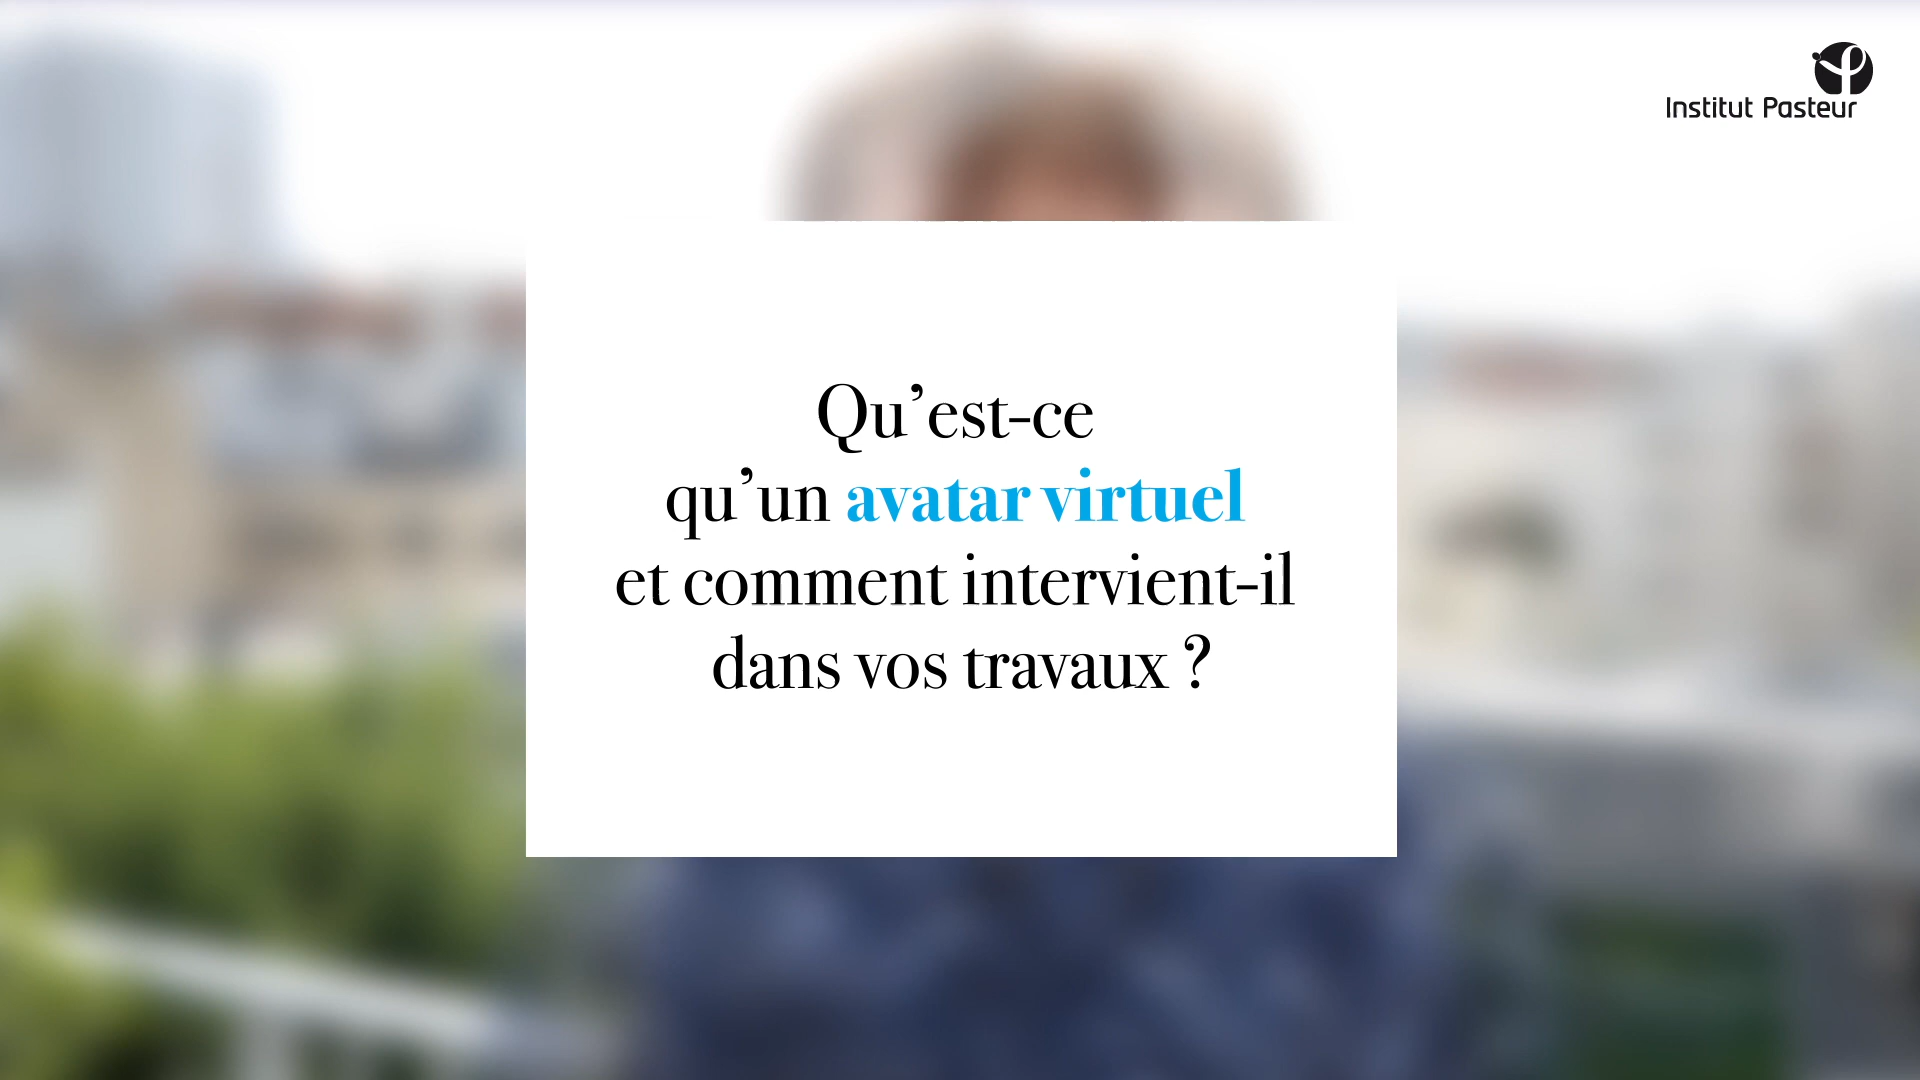 Institut Pasteur
Qu’est-ce
qu’un avatar virtuel
et comment intervient-il
dans vos travaux ?